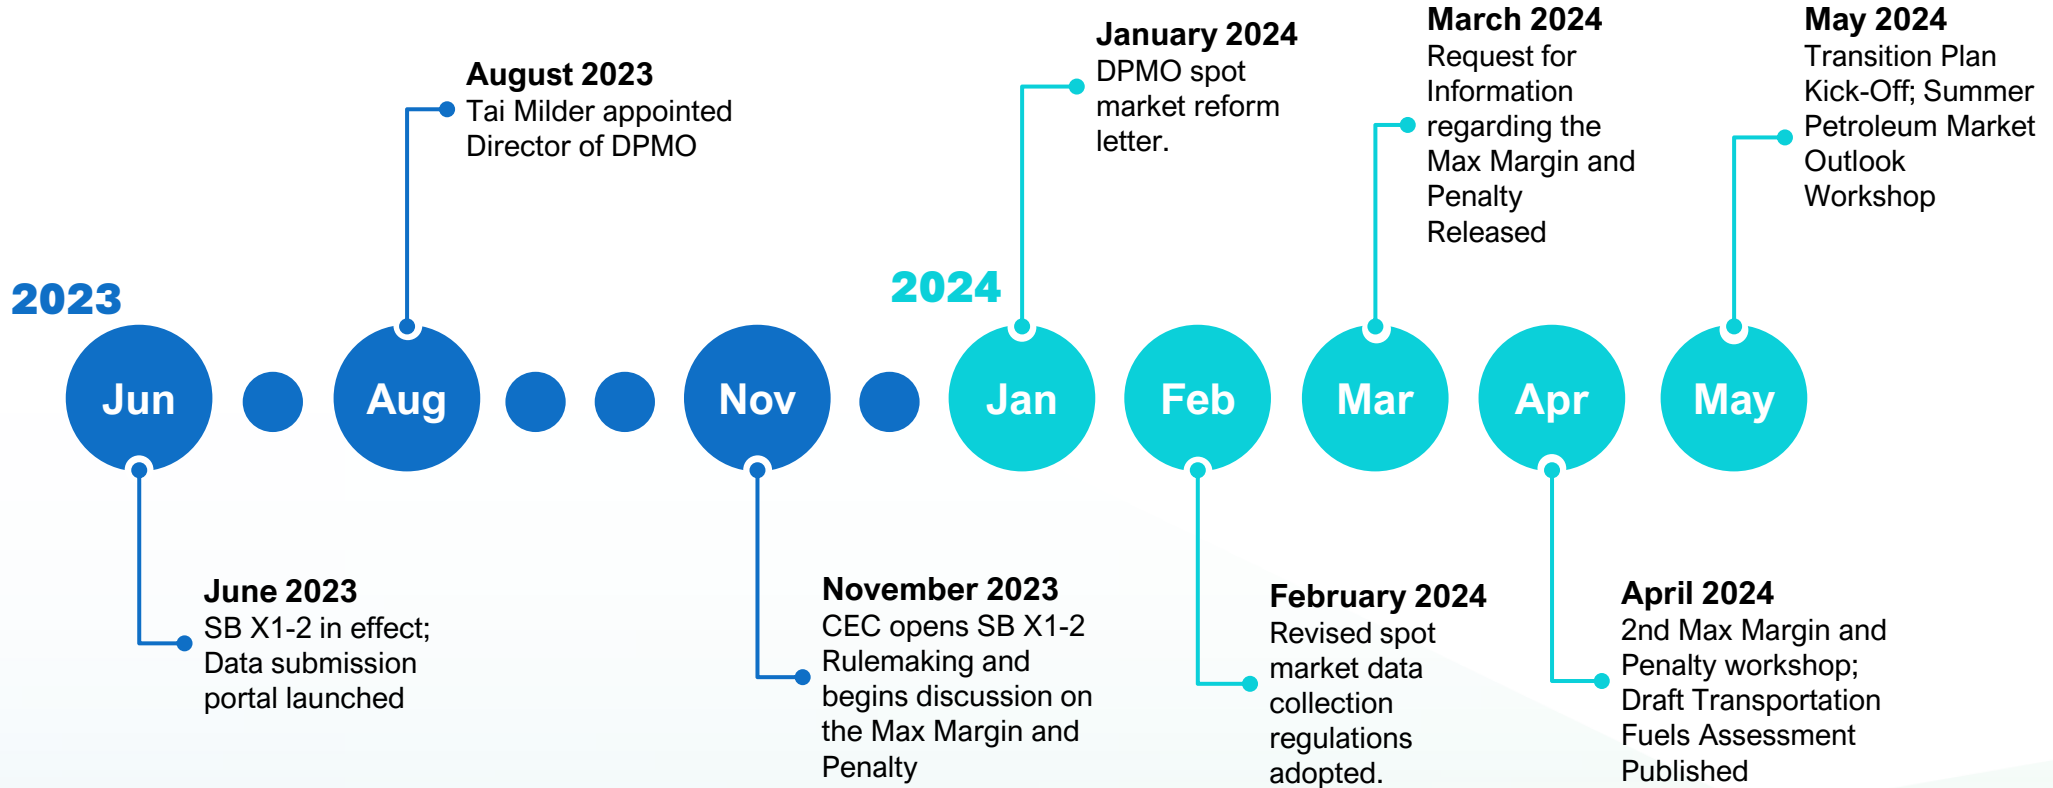 August 2023
Tai Milder appointed
Director of DPMO
January 2024
DPMO spot
market reform
letter.
March 2024
Request for
Information
regarding the
Max Margin and
Penalty
Released
May 2024
Transition Plan
Kick-Off; Summer
Petroleum Market
Outlook
Workshop
2023
2024
Jun
Aug
Nov
Jan
Feb
Mar
Apr
May
June 2023
SB X1-2 in effect;
Data submission
portal launched
November 2023
CEC opens SB X1-2
Rulemaking and
begins discussion on
the Max Margin and
Penalty
February 2024
Revised spot
market data
collection
regulations
adopted.
April 2024
2nd Max Margin and
Penalty workshop;
Draft Transportation
Fuels Assessment
Published